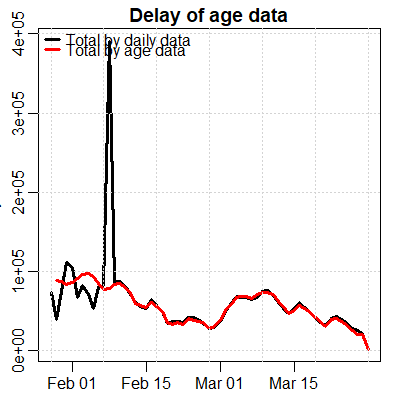 Delay of age data
Total by daily data
Total by age data
4e+05
3e+05
2e+05
1e+05
0e+00
Feb 01 Feb 15 Mar 01 Mar 15